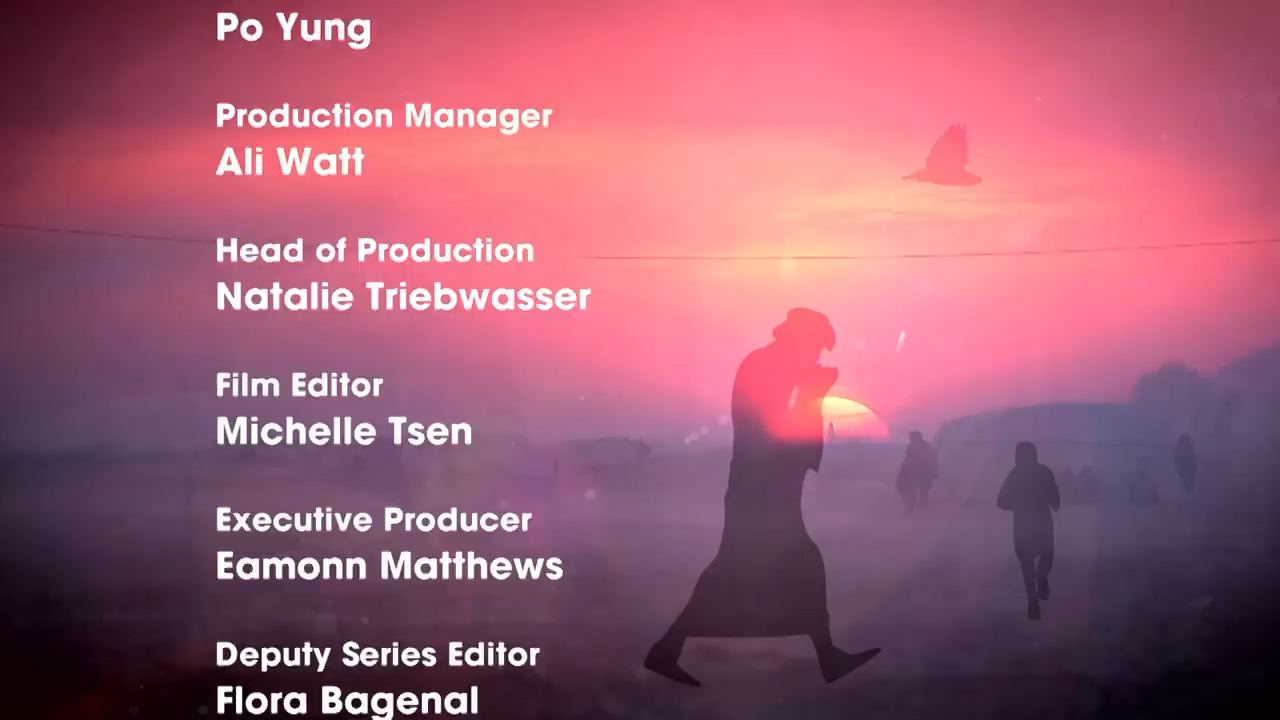 Po Yung
Production Manager
Ali Watt
Head of Production
Natalie Triebwasser
Film Editor
Michelle Tsen
Executive Producer
Eamonn Matthews
Deputy Series Editor
Flora Bagenal